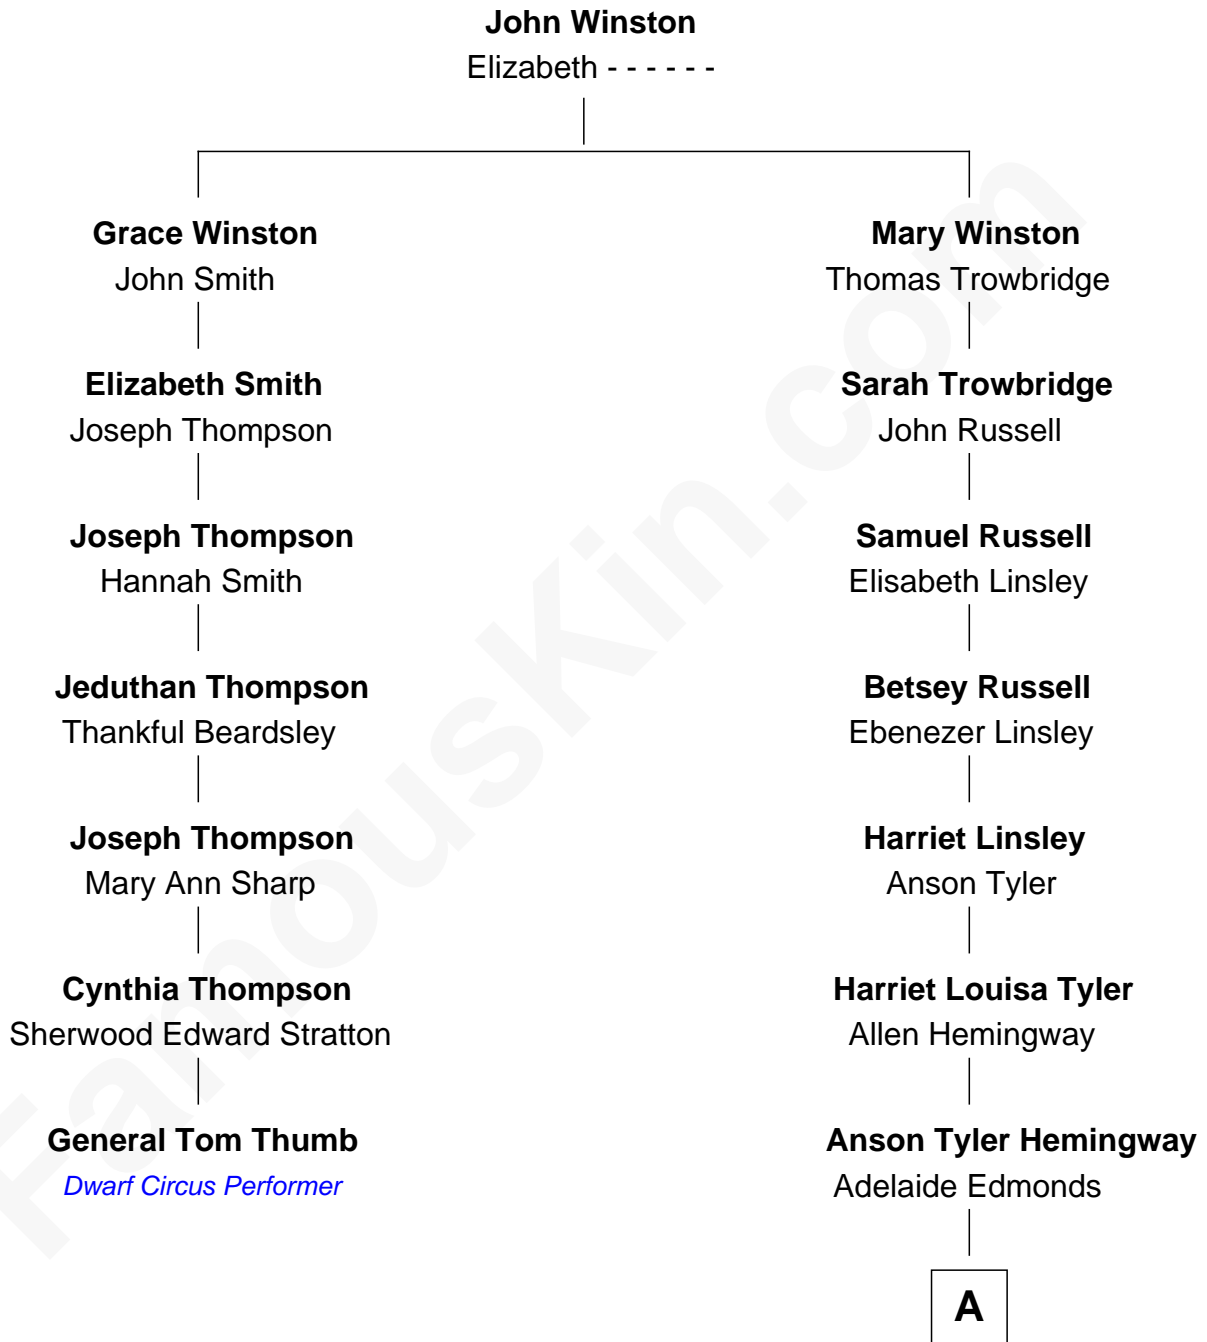 John Winston
Elizabeth - - - - - -
Grace Winston
John Smith
Mary Winston
Thomas Trowbridge
Elizabeth Smith
Joseph Thompson
Sarah Trowbridge
John Russell
Joseph Thompson
Hannah Smith
Samuel Russell
Elisabeth Linsley
Jeduthan Thompson
Thankful Beardsley
Betsey Russell
Ebenezer Linsley
Joseph Thompson
Mary Ann Sharp
Harriet Linsley
Anson Tyler
Cynthia Thompson
Sherwood Edward Stratton
Harriet Louisa Tyler
Allen Hemingway
General Tom Thumb
Dwarf Circus Performer
Anson Tyler Hemingway
Adelaide Edmonds
A
FamousKin.com